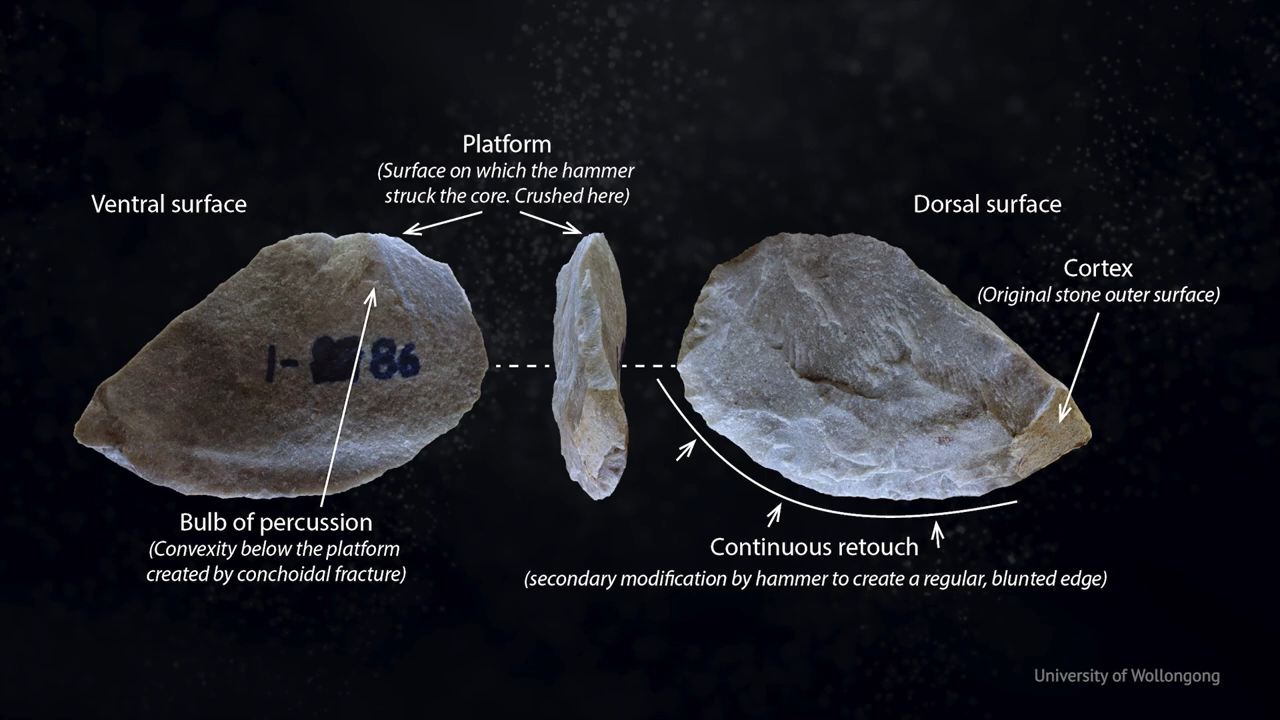 Platform
(Surface on which the hammer
struck the core. Crushed here)
Ventral surface
Dorsal surface
Cortex
(Original stone outer surface)
1- 86
Bulb of percussion
(Convexity below the platform
created by conchoidal fracture)
Continuous retouch
(secondary modification by hammer to create a regular, blunted edge)
University of Wollongong